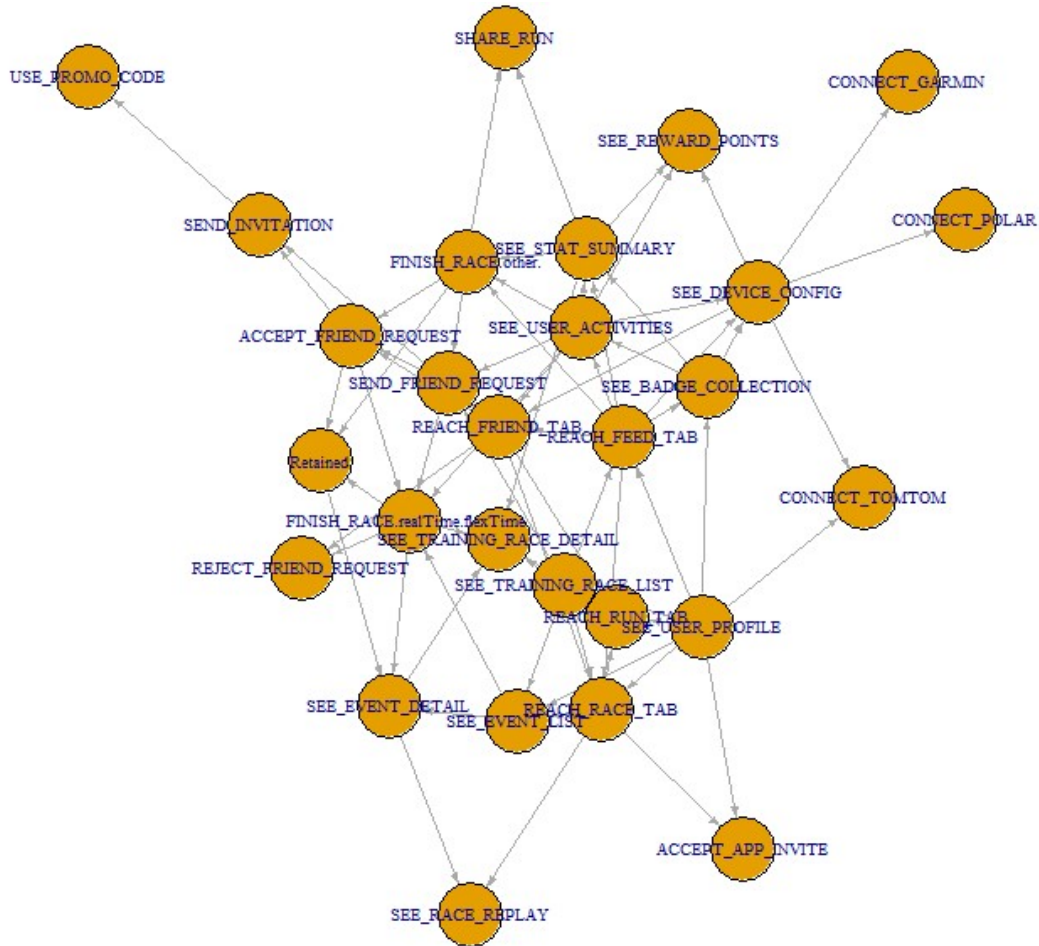 SHARE_RUN
USE_PROMO_CODE
CONNECT_GARMIN
SEE_REWARD_POINTS
SEND_INVITATION
CONNECT_POLAR
SEE_STAT_SUMMARY
FINISH_RACE.other.
SEE_DEVICE_CONFIG
SEE_USER_ACTIVITIES
ACCEPT_FRIEND_REQUEST
SEND_FRIEND_REQUEST
SEE_BADGE_COLLECTION
REACH_FRIEND_TAB
REACH_FEED_TAB
Retained
CONNECT_TOMTOM
FINISH_RACE.realTime.flexTime.
SEE_TRAINING_RACE_DETAIL
REJECT_FRIEND_REQUEST
SEE_TRAINING_RACE_LIST
REACH_RUN_TAB
SEE_USER_PROFILE
SEE_EVENT_DETAIL
REACH_RACE_TAB
SEE_EVENT_LIST
ACCEPT_APP_INVITE
SEE_RACE_REPLAY